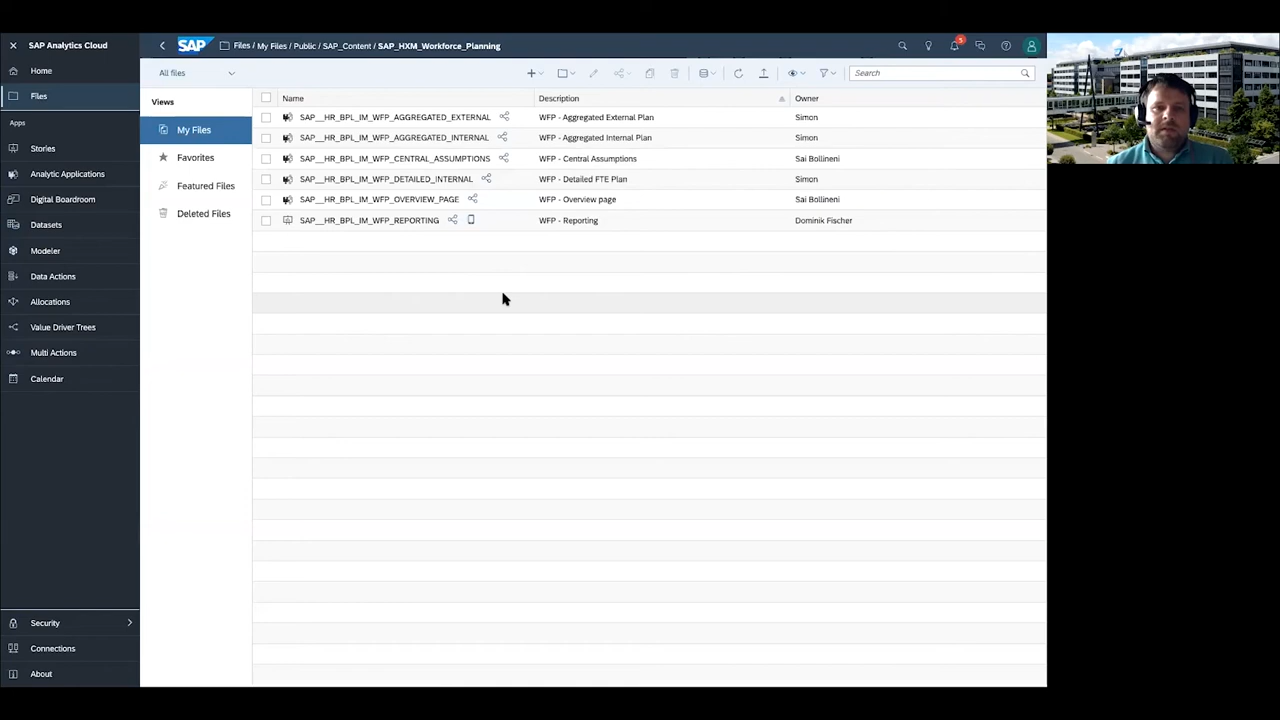 SAP Analytics Cloud
SAP Files / My Files / Public / SAP_Content / SAP_HXM_Workforce_Planning
5
Home
Files
Apps
Stories
Analytic Applications
Digital Boardroom
Datasets
Modeler
Data Actions
Allocations
Value Driver Trees
Multi Actions
Calendar
Security
Connections
About
All files
Search
Views
My Files
Favorites
Featured Files
Deleted Files
Name Description Owner
SAP__HR_BPL_IM_WFP_AGGREGATED_EXTERNAL WFP - Aggregated External Plan Simon
SAP__HR_BPL_IM_WFP_AGGREGATED_INTERNAL WFP - Aggregated Internal Plan Simon
SAP__HR_BPL_IM_WFP_CENTRAL_ASSUMPTIONS WFP - Central Assumptions Sai Bollineni
SAP__HR_BPL_IM_WFP_DETAILED_INTERNAL WFP - Detailed FTE Plan Simon
SAP__HR_BPL_IM_WFP_OVERVIEW_PAGE WFP - Overview page Sai Bollineni
SAP__HR_BPL_IM_WFP_REPORTING WFP - Reporting Dominik Fischer